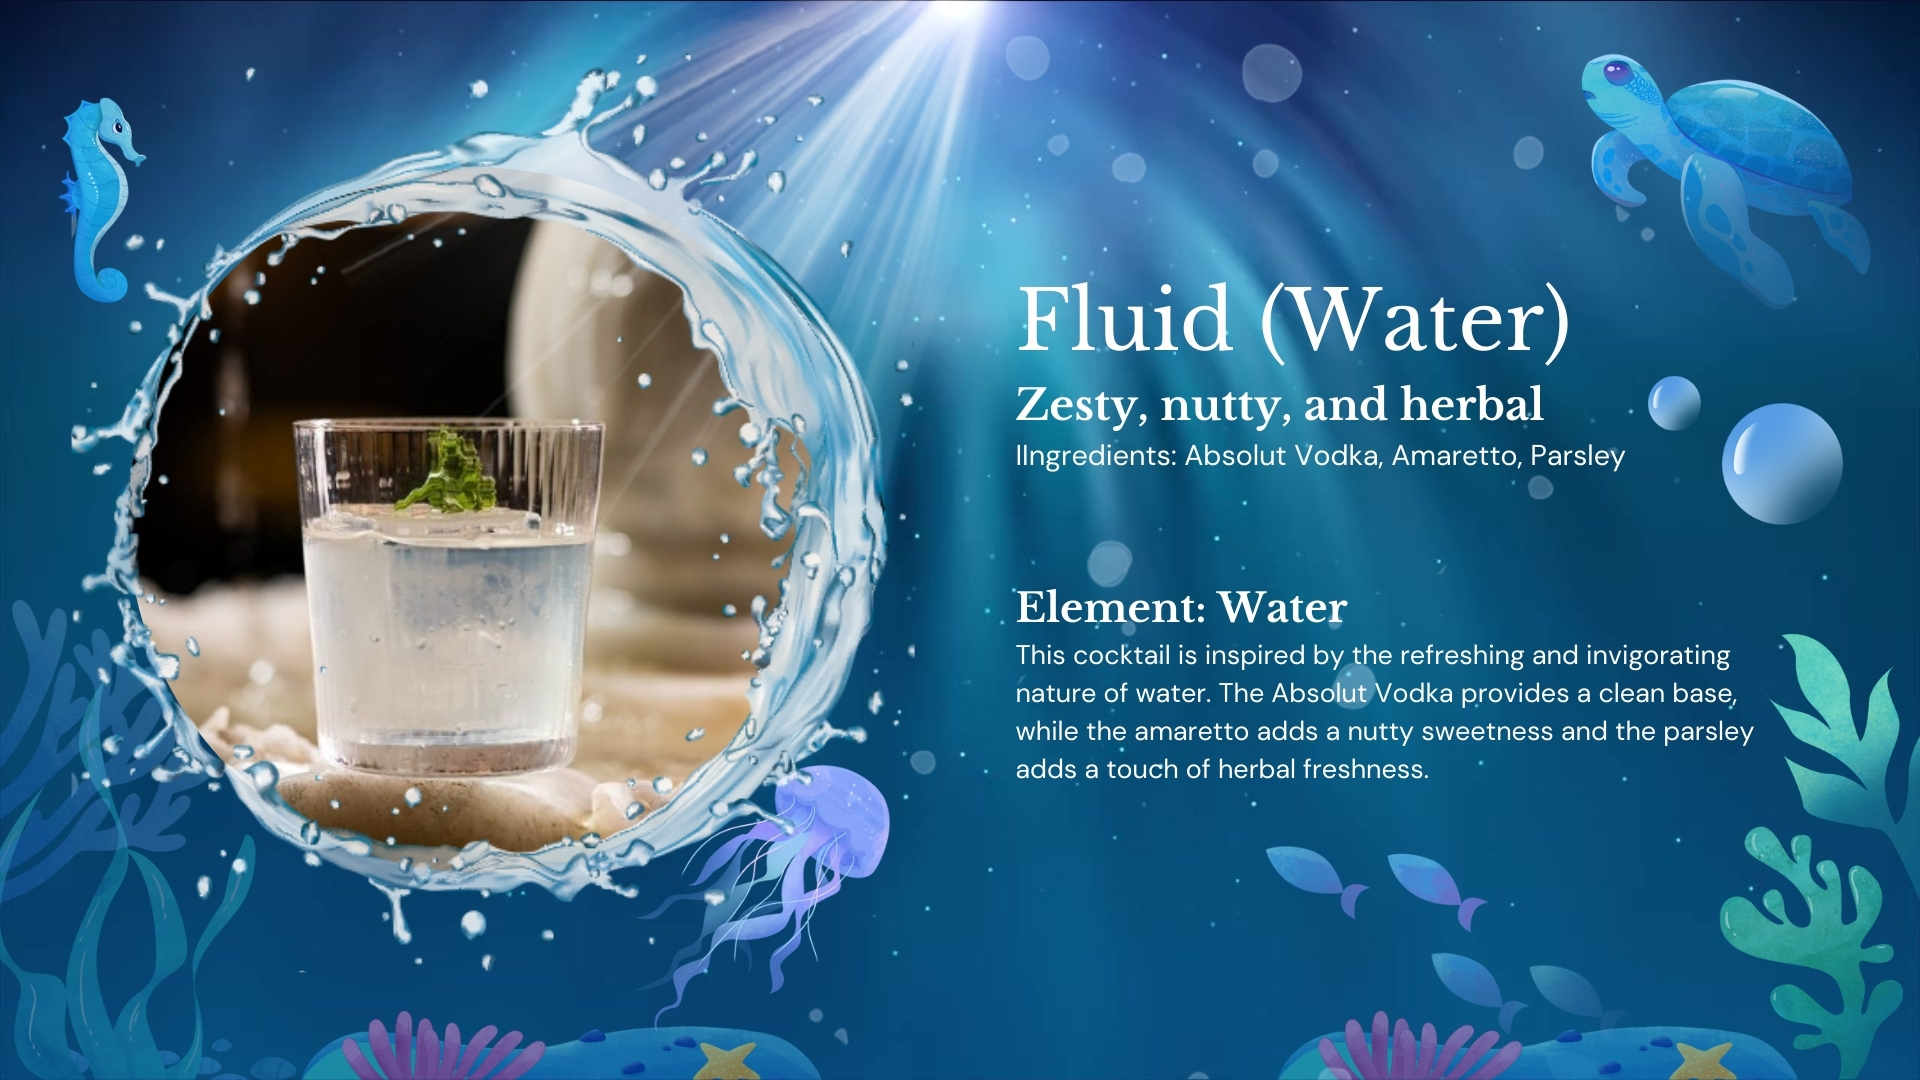 Fluid (Water)
Zesty, nutty, and herbal
IIngredients: Absolut Vodka, Amaretto, Parsley
Element: Water
This cocktail is inspired by the refreshing and invigorating
nature of water. The Absolut Vodka provides a clean base,
while the amaretto adds a nutty sweetness and the parsley
adds a touch of herbal freshness.